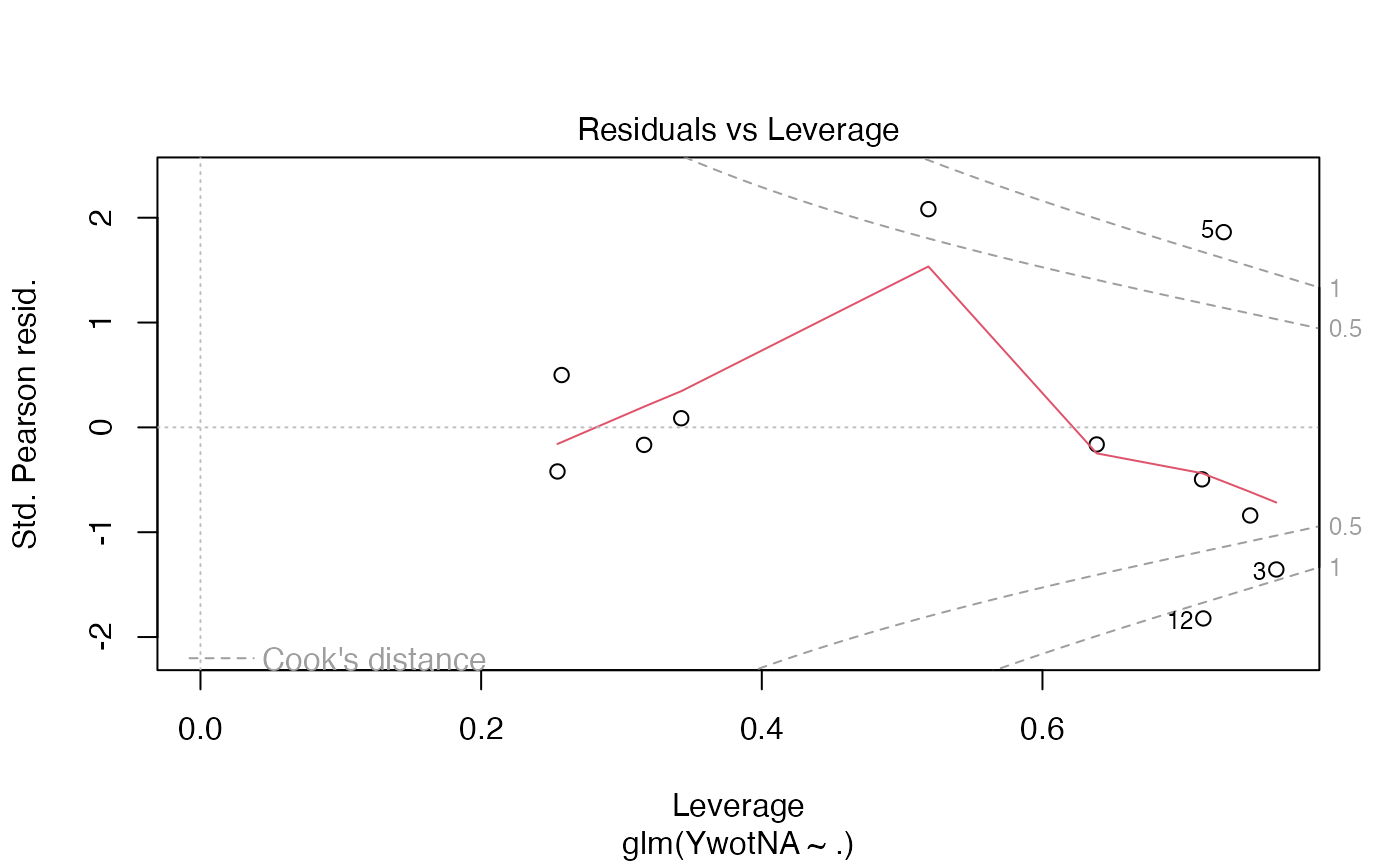 Residuals vs Leverage
Std. Pearson resid.
2
1
0
-1
-2
5
3
12
1
0.5
0.5
1
Cook's distance
0.0 0.2 0.4 0.6
Leverage
glm(YwotNA ~ .)